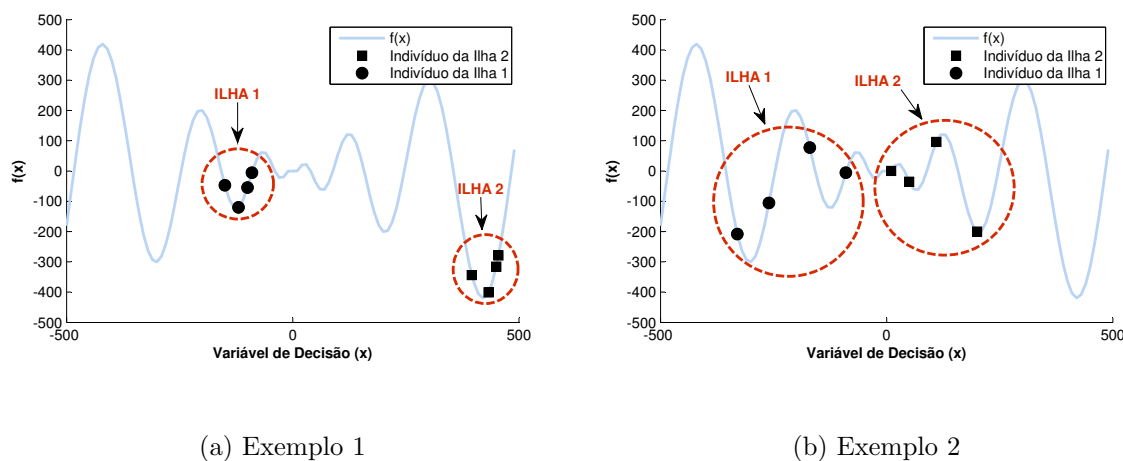 500
400
300
200
100
0
-100
-200
-300
-400
-500
-500
0
500
f(x)
Variável de Decisão (x)
f(x)
Indivíduo da Ilha 2
Indivíduo da Ilha 1
ILHA 1
ILHA 2
(a) Exemplo 1
500
400
300
200
100
0
-100
-200
-300
-400
-500
-500
0
500
f(x)
Variável de Decisão (x)
f(x)
Indivíduo da Ilha 2
Indivíduo da Ilha 1
ILHA 1
ILHA 2
(b) Exemplo 2